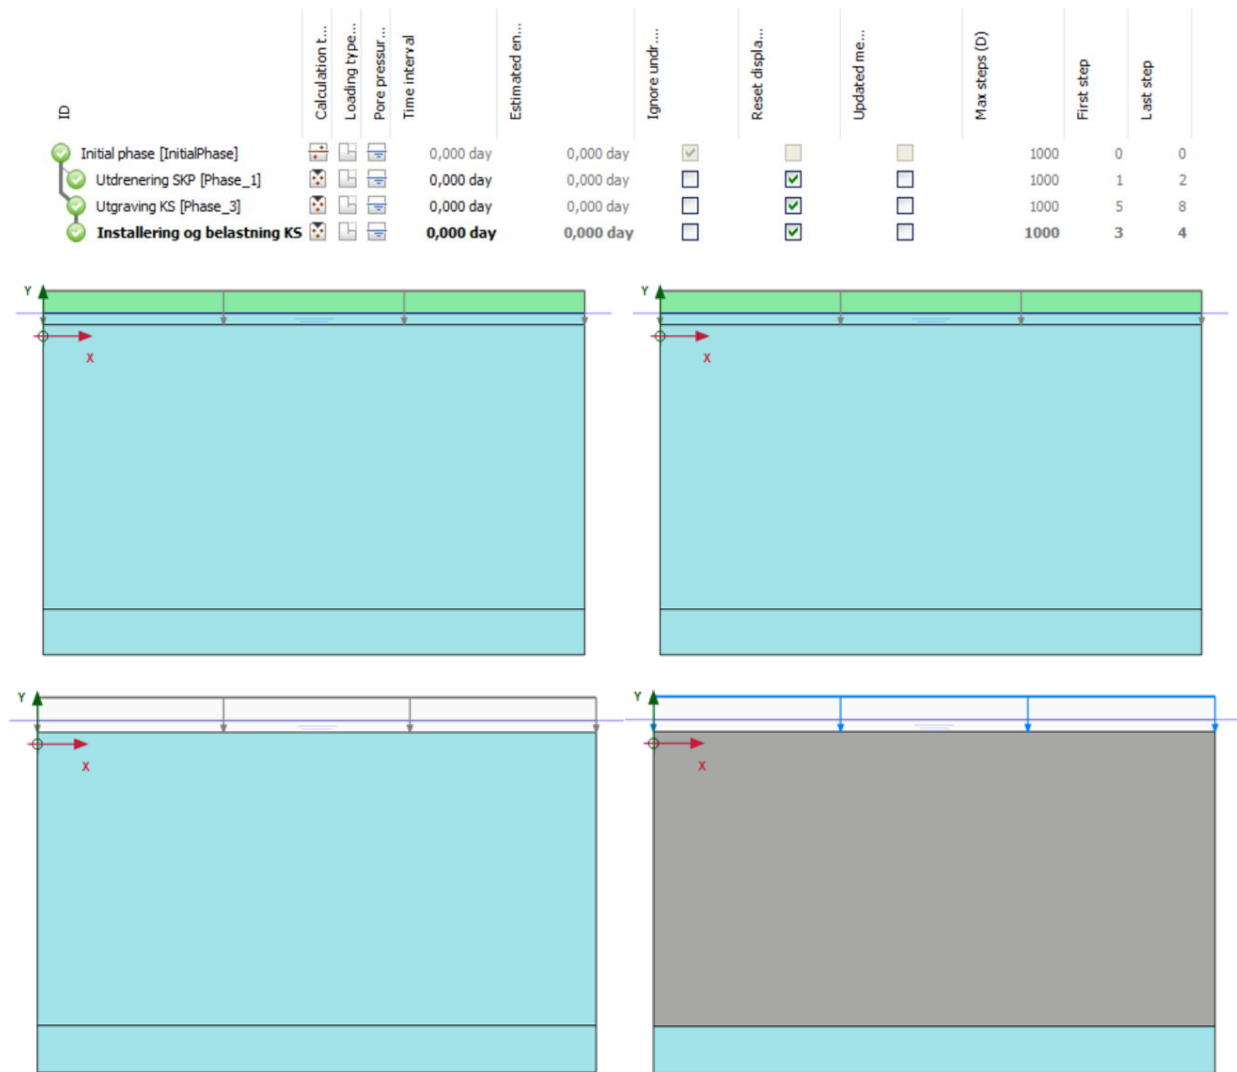 ID	Calculation t...	Loading type...	Pore pressur...	Time interval	Estimated en...	Ignore undr....	Reset displa...	Updated me...	Max steps (D)	First step	Last step
Initial phase [InitialPhase]	0,000 day	0,000 day	1000	0	0
Utdrenering SKP [Phase_1]	0,000 day	0,000 day	1000	1	2
Utgraving KS [Phase_3]	0,000 day	0,000 day	1000	5	8
Installering og belastning KS	0,000 day	0,000 day	1000	3	4
Y	Y
X	X
Y	Y
X	X